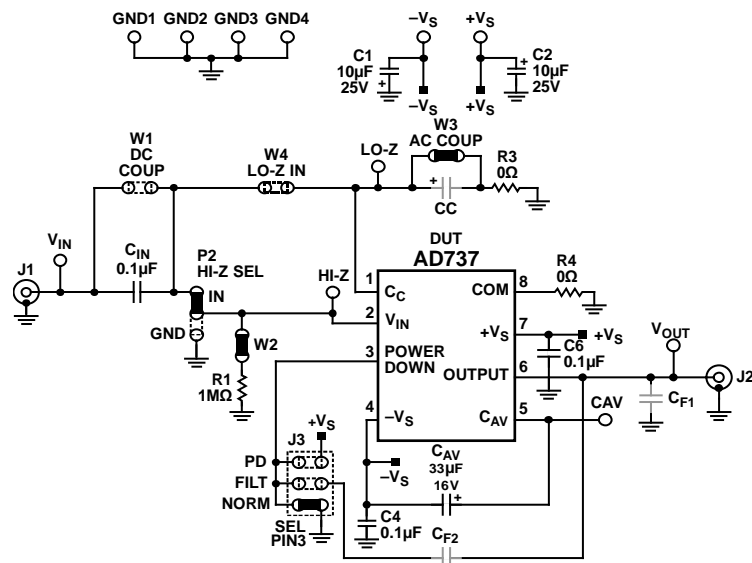 GND1 GND2 GND3 GND4
–VS +VS
C1
10µF
25V
+
C2
10µF
25V
+
–VS +VS
W1
DC
COUP
W4
LO-Z IN
LO-Z
W3
AC COUP
R3
0Ω
+
CC
VIN
J1
CIN
0.1µF
P2
HI-Z SEL
IN
GND
HI-Z
W2
R1
1MΩ
DUT
AD737
1 CC
2 VIN
3 POWER
DOWN
4 –VS
COM 8
+VS 7
OUTPUT 6
CAV 5
R4
0Ω
+VS
C6
0.1µF
VOUT
J2
CF1
CAV
+VS
J3
PD
FILT
NORM
SEL
PIN3
–VS
CAV
33µF
16V
+
C4
0.1µF
CF2